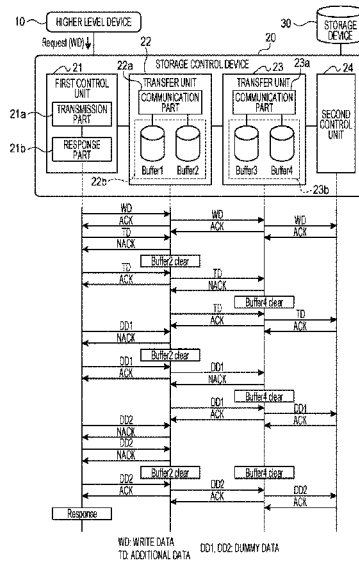 10
HIGHER LEVEL DEVICE
30
STORAGE DEVICE
Request (WD)
20
STORAGE CONTROL DEVICE
21
22
23
24
22a
23a
FIRST CONTROL UNIT
TRANSFER UNIT
TRANSFER UNIT
SECOND CONTROL UNIT
21a
TRANSMISSION PART
COMMUNICATION PART
COMMUNICATION PART
21b
RESPONSE PART
Buffer1
Buffer2
Buffer3
Buffer4
22b
23b
WD
ACK
WD
ACK
WD
ACK
TD
NACK
Buffer2 clear
TD
ACK
TD
NACK
Buffer4 clear
TD
ACK
TD
ACK
DD1
NACK
Buffer2 clear
DD1
ACK
DD1
NACK
Buffer4 clear
DD1
ACK
DD1
ACK
DD2
NACK
DD2
NACK
Buffer2 clear
Buffer4 clear
DD2
ACK
DD2
ACK
DD2
ACK
Response
WD: WRITE DATA
TD: ADDITIONAL DATA
DD1, DD2: DUMMY DATA